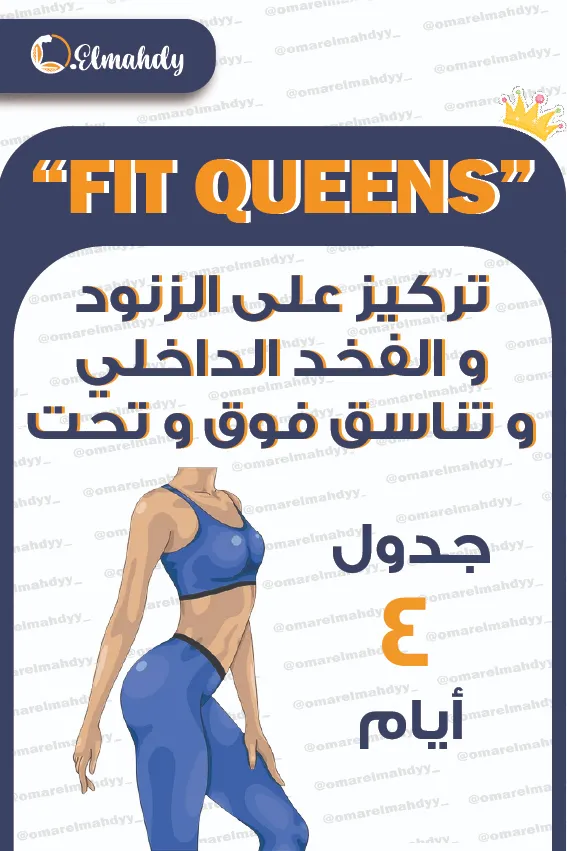 .Elmahdy
“FIT QUEENS”
تركيز على الزنود
و الفخد الداخلي
و تناسق فوق و تحت
جدول
٤
أيام
@omarelmahdyy_